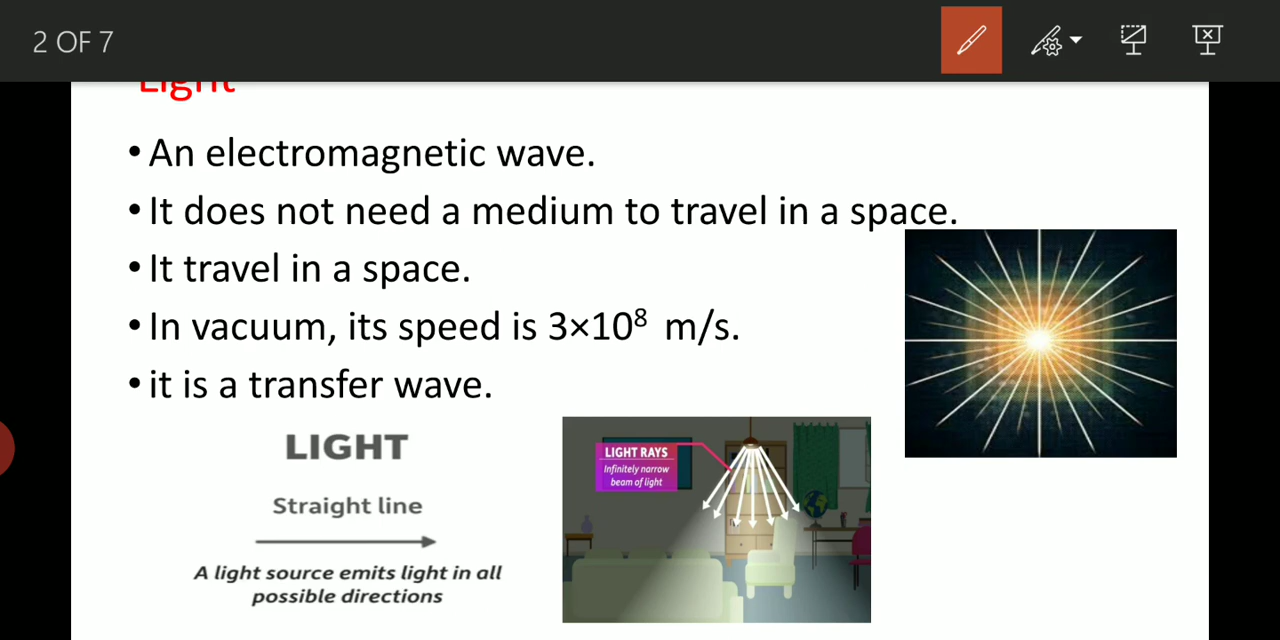 2 OF 7
Light
• An electromagnetic wave.
• It does not need a medium to travel in a space.
• It travel in a space.
• In vacuum, its speed is 3×10⁸ m/s.
• it is a transfer wave.
LIGHT
Straight line
A light source emits light in all
possible directions
LIGHT RAYS
Infinitely narrow
beam of light